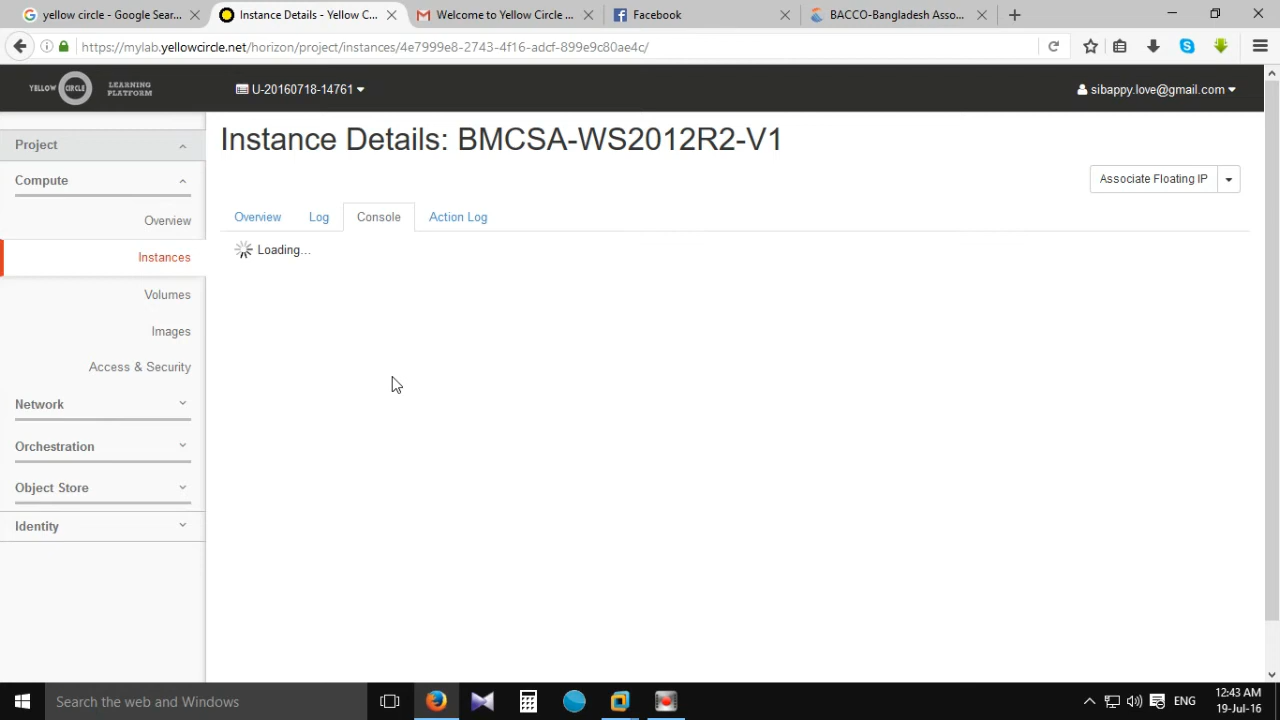 yellow circle - Google Sear...
Instance Details - Yellow C...
Welcome to Yellow Circle ...
Facebook
BACCO-Bangladesh Asso...
https://mylab.yellowcircle.net/horizon/project/instances/4e7999e8-2743-4f16-adcf-899e9c80ae4c/
YELLOW CIRCLE
LEARNING
PLATFORM
U-20160718-14761
sibappy.love@gmail.com
Project
Compute
Overview
Instances
Volumes
Images
Access & Security
Network
Orchestration
Object Store
Identity
Instance Details: BMCSA-WS2012R2-V1
Associate Floating IP
Overview
Log
Console
Action Log
Loading...
Search the web and Windows
ENG
12:43 AM
19-Jul-16